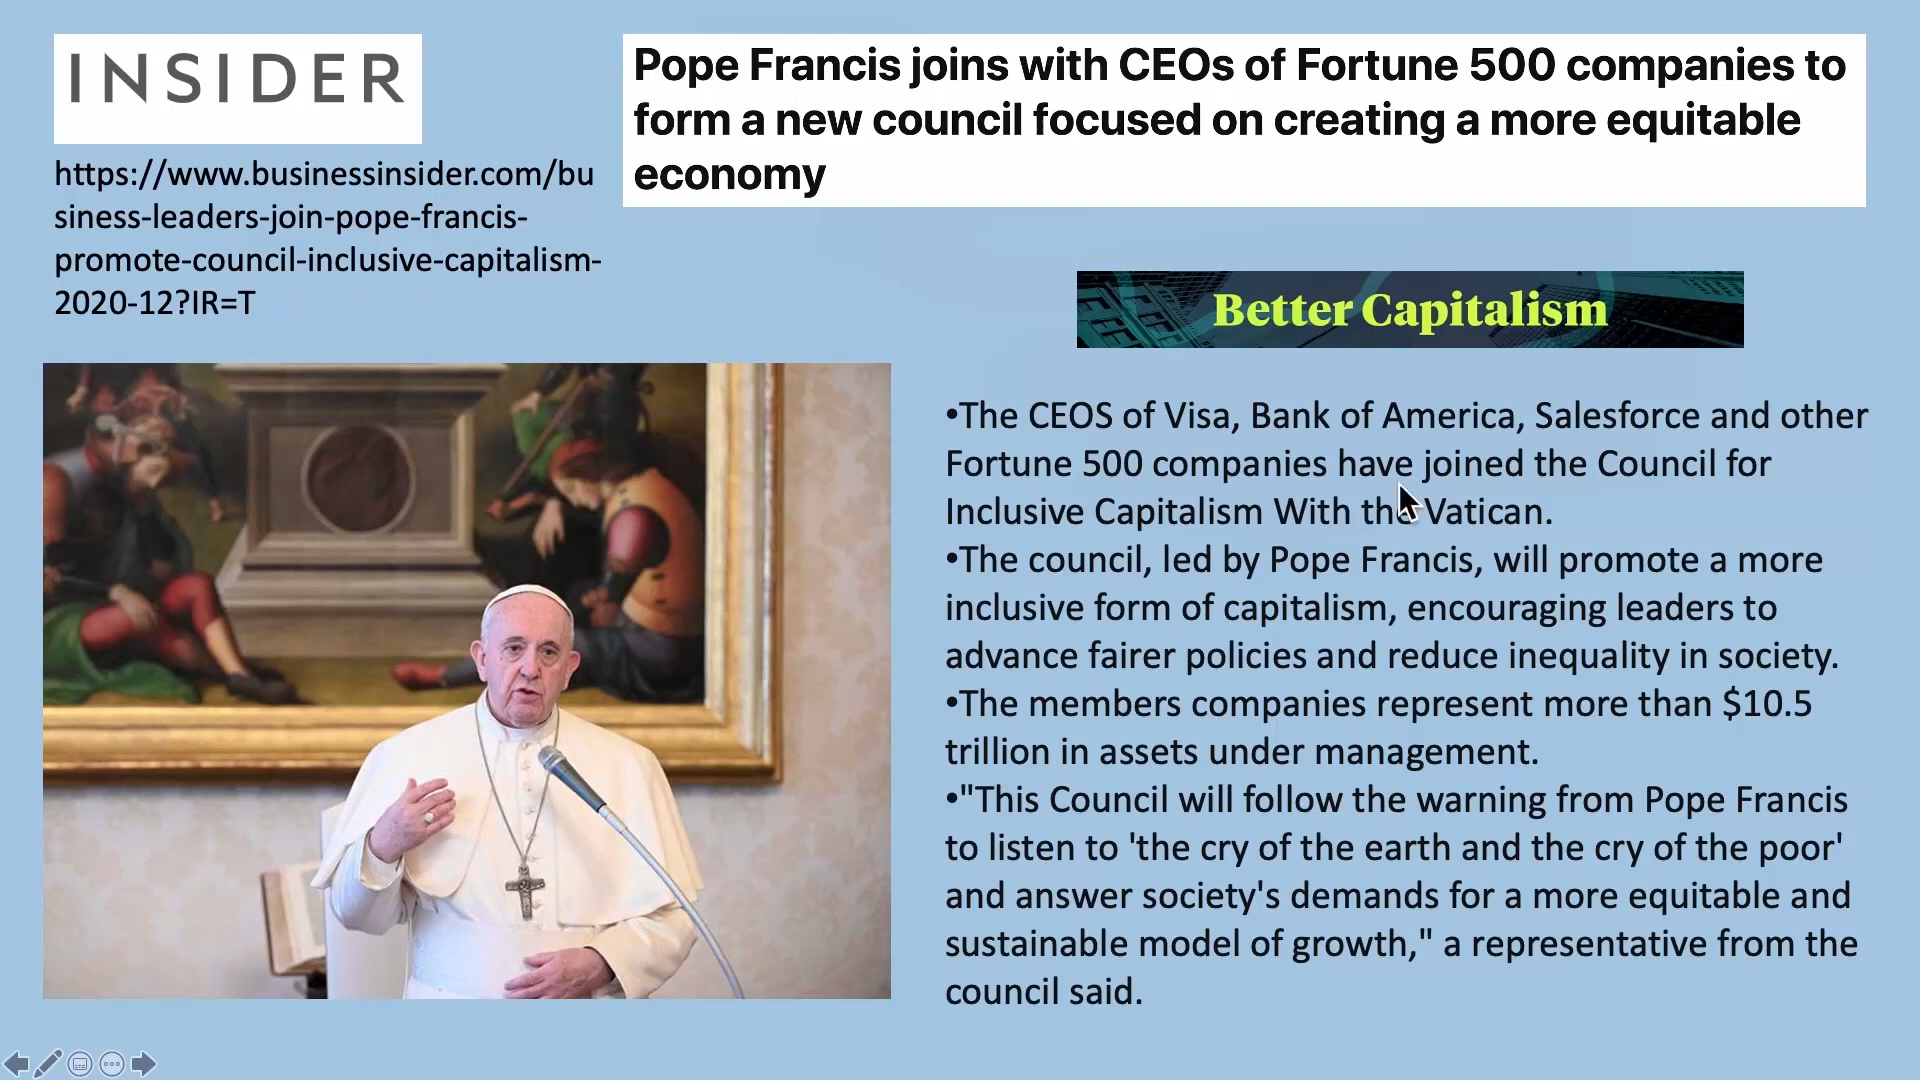 INSIDER
Pope Francis joins with CEOs of Fortune 500 companies to
form a new council focused on creating a more equitable
economy
https://www.businessinsider.com/bu
siness-leaders-join-pope-francis-
promote-council-inclusive-capitalism-
2020-12?IR=T
Better Capitalism
•The CEOS of Visa, Bank of America, Salesforce and other
Fortune 500 companies have joined the Council for
Inclusive Capitalism With the Vatican.
•The council, led by Pope Francis, will promote a more
inclusive form of capitalism, encouraging leaders to
advance fairer policies and reduce inequality in society.
•The members companies represent more than $10.5
trillion in assets under management.
•"This Council will follow the warning from Pope Francis
to listen to 'the cry of the earth and the cry of the poor'
and answer society's demands for a more equitable and
sustainable model of growth," a representative from the
council said.